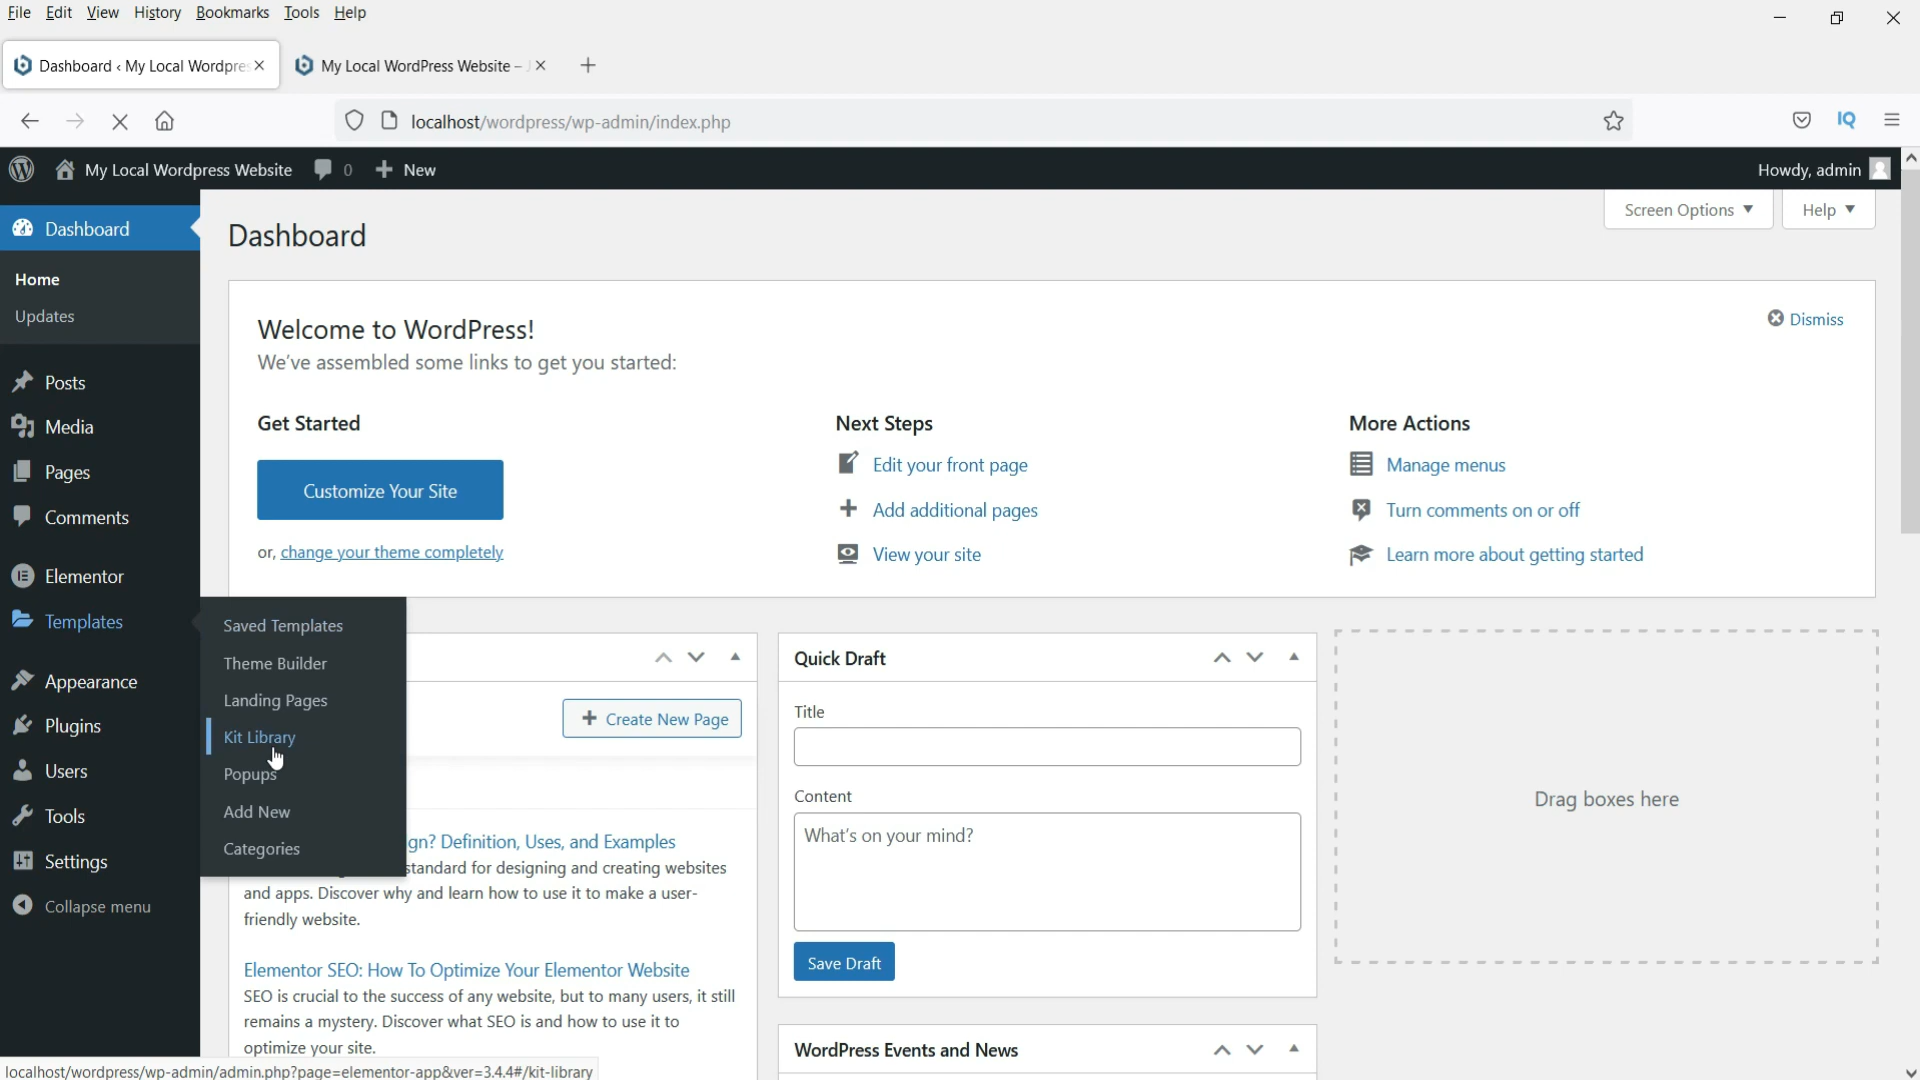 File Edit View History Bookmarks Tools Help
Dashboard ‹ My Local Wordpres
My Local WordPress Website –
localhost/wordpress/wp-admin/index.php
IQ
My Local Wordpress Website 0 New
Howdy, admin
Dashboard
Home
Updates
Posts
Media
Pages
Comments
Elementor
Templates
Appearance
Plugins
Users
Tools
Settings
Collapse menu
Saved Templates
Theme Builder
Landing Pages
Kit Library
Popups
Add New
Categories
Screen Options
Help
Dashboard
Welcome to WordPress!
We've assembled some links to get you started:
Dismiss
Get Started
Customize Your Site
or, change your theme completely
Next Steps
Edit your front page
Add additional pages
View your site
More Actions
Manage menus
Turn comments on or off
Learn more about getting started
Create New Page
gn? Definition, Uses, and Examples
standard for designing and creating websites
and apps. Discover why and learn how to use it to make a user-
friendly website.
Elementor SEO: How To Optimize Your Elementor Website
SEO is crucial to the success of any website, but to many users, it still
remains a mystery. Discover what SEO is and how to use it to
optimize your site.
Quick Draft
Title
Content
What's on your mind?
Save Draft
WordPress Events and News
Drag boxes here
localhost/wordpress/wp-admin/admin.php?page=elementor-app&ver=3.4.4#/kit-library